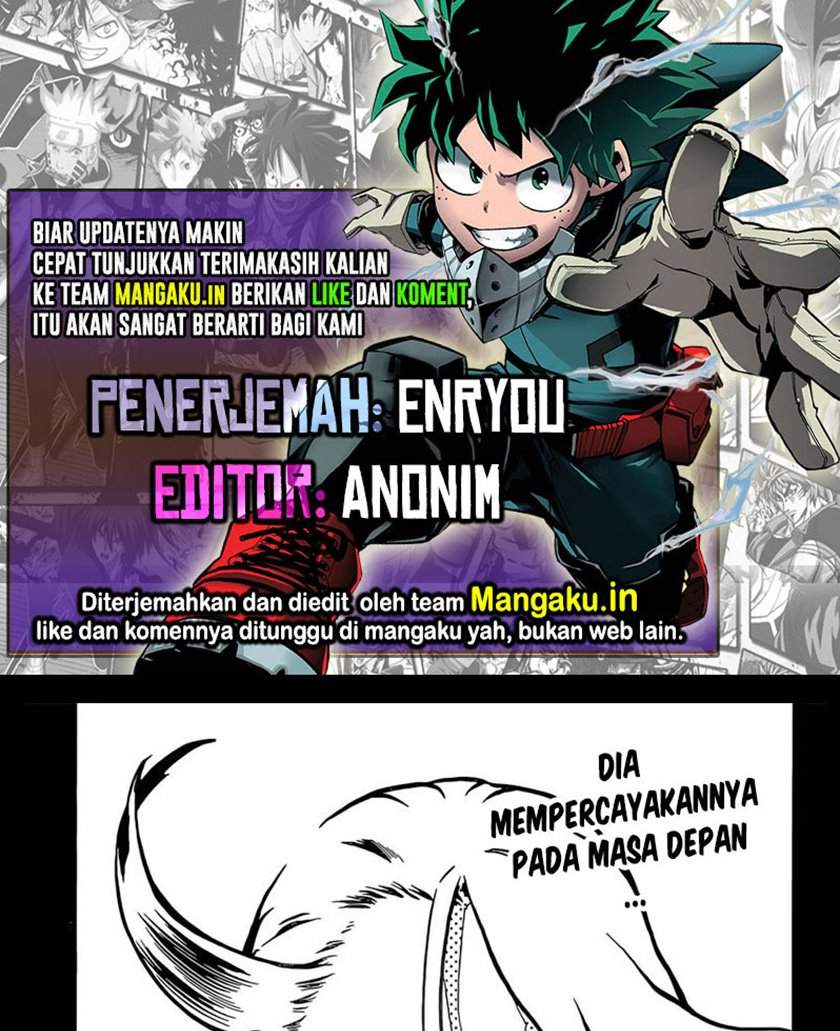 BIAR UPDATENYA MAKIN
CEPAT TUNJUKKAN TERIMAKASIH KALIAN
KE TEAM MANGAKU.IN BERIKAN LIKE DAN KOMENT,
ITU AKAN SANGAT BERARTI BAGI KAMI
PENERJEMAH: ENRYOU
EDITOR: ANONIM
Diterjemahkan dan diedit oleh team Mangaku.in
like dan komennya ditunggu di mangaku yah, bukan web lain.
DIA
MEMPERCAYAKANNYA
PADA MASA DEPAN
...